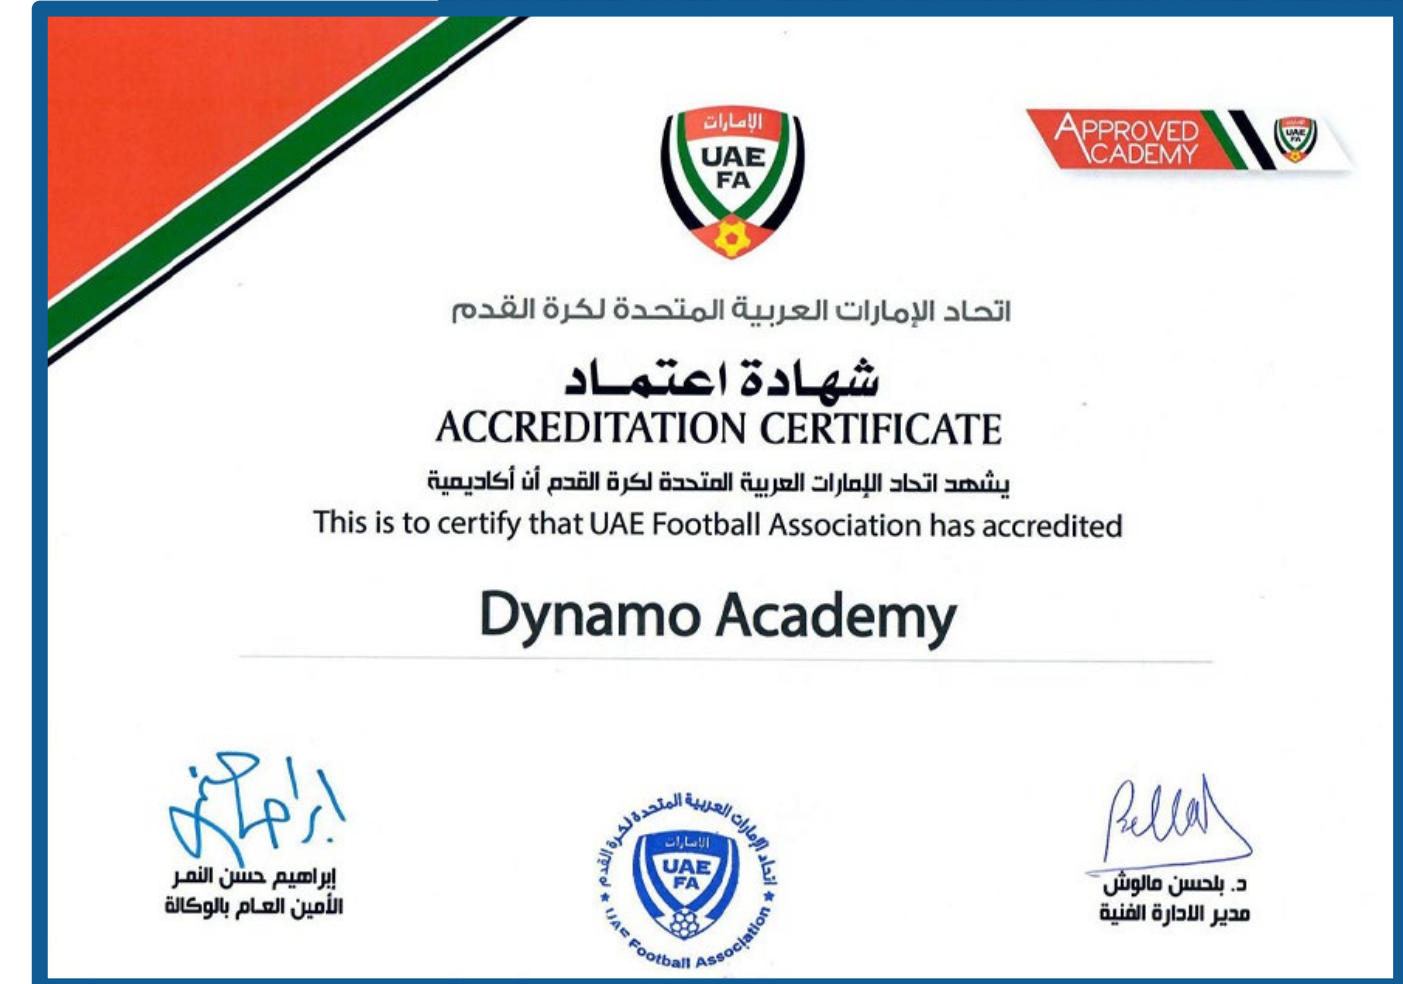 الإمارات
UAE
FA
APPROVED
ACADEMY
UAE
FA
اتحاد الإمارات العربية المتحدة لكرة القدم
شهادة اعتماد
ACCREDITATION CERTIFICATE
يشهد اتحاد الإمارات العربية المتحدة لكرة القدم أن أكاديمية
This is to certify that UAE Football Association has accredited
Dynamo Academy
إبراهيم حسن النمر
الأمين العام بالوكالة
اتحاد الإمارات العربية المتحدة لكرة القدم
الإمارات
UAE
FA
UAE Football Association
د. بلحسن مالوش
مدير الادارة الفنية